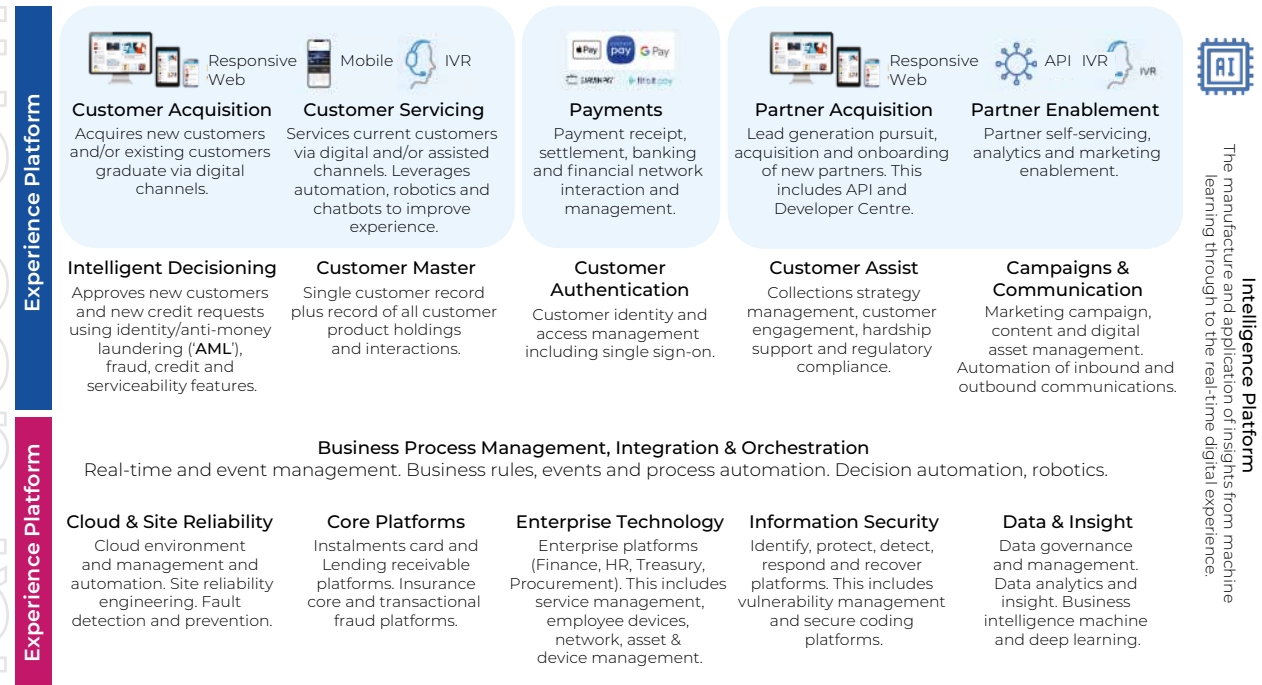 Experience Platform
Responsive
Web
Mobile
IVR
Pay
pay
G Pay
GARMIN PAY
fitbit pay
Responsive
Web
API
IVR
IVR
AI
Customer Acquisition
Acquires new customers
and/or existing customers
graduate via digital
channels.
Customer Servicing
Services current customers
via digital and/or assisted
channels. Leverages
automation, robotics and
chatbots to improve
experience.
Payments
Payment receipt,
settlement, banking
and financial network
interaction and
management.
Partner Acquisition
Lead generation pursuit,
acquisition and onboarding
of new partners. This
includes API and
Developer Centre.
Partner Enablement
Partner self-servicing,
analytics and marketing
enablement.
Intelligent Decisioning
Approves new customers
and new credit requests
using identity/anti-money
laundering (‘AML’),
fraud, credit and
serviceability features.
Customer Master
Single customer record
plus record of all customer
product holdings
and interactions.
Customer
Authentication
Customer identity and
access management
including single sign-on.
Customer Assist
Collections strategy
management, customer
engagement, hardship
support and regulatory
compliance.
Campaigns &
Communication
Marketing campaign,
content and digital
asset management.
Automation of inbound and
outbound communications.
Intelligence Platform
The manufacture and application of insights from machine
learning through to the real-time digital experience.
Experience Platform
Business Process Management, Integration & Orchestration
Real-time and event management. Business rules, events and process automation. Decision automation, robotics.
Cloud & Site Reliability
Cloud environment
and management and
automation. Site reliability
engineering. Fault
detection and prevention.
Core Platforms
Instalments card and
Lending receivable
platforms. Insurance
core and transactional
fraud platforms.
Enterprise Technology
Enterprise platforms
(Finance, HR, Treasury,
Procurement). This includes
service management,
employee devices,
network, asset &
device management.
Information Security
Identify, protect, detect,
respond and recover
platforms. This includes
vulnerability management
and secure coding
platforms.
Data & Insight
Data governance
and management.
Data analytics and
insight. Business
intelligence machine
and deep learning.